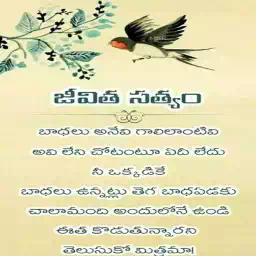 జీవిత సత్యం
బాధలు అనేవి గాలిలాంటివి
అవి లేని చోటంటూ ఏది లేదు
నీ ఒక్కడికే
బాధలు ఉన్నట్లు తెగ బాధపడకు
చాలామంది అందులోనే ఉండి
ఈత కొడుతున్నారని
తెలుసుకో మిత్రమా!